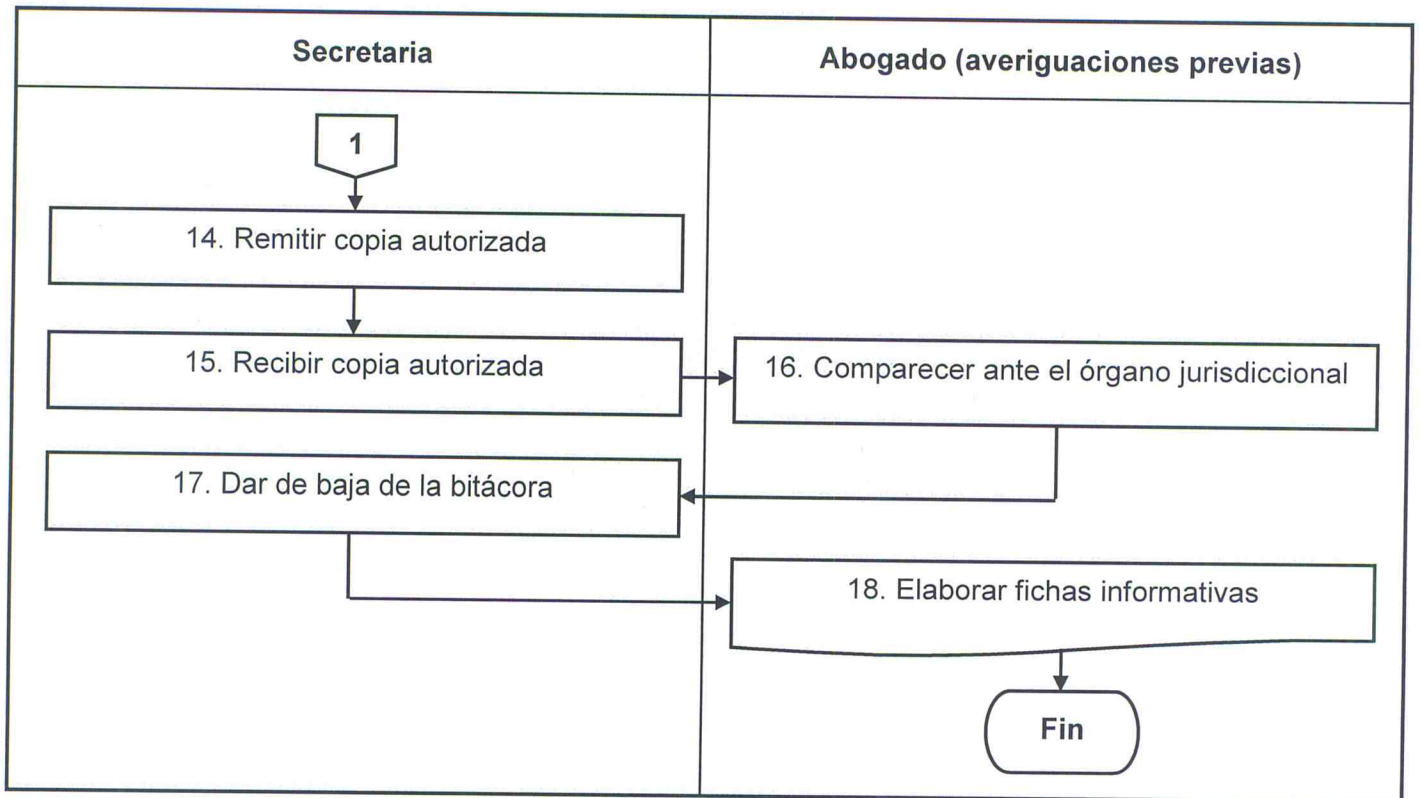 Secretaria
Abogado (averiguaciones previas)
1
14. Remitir copia autorizada
15. Recibir copia autorizada
16. Comparecer ante el órgano jurisdiccional
17. Dar de baja de la bitácora
18. Elaborar fichas informativas
Fin